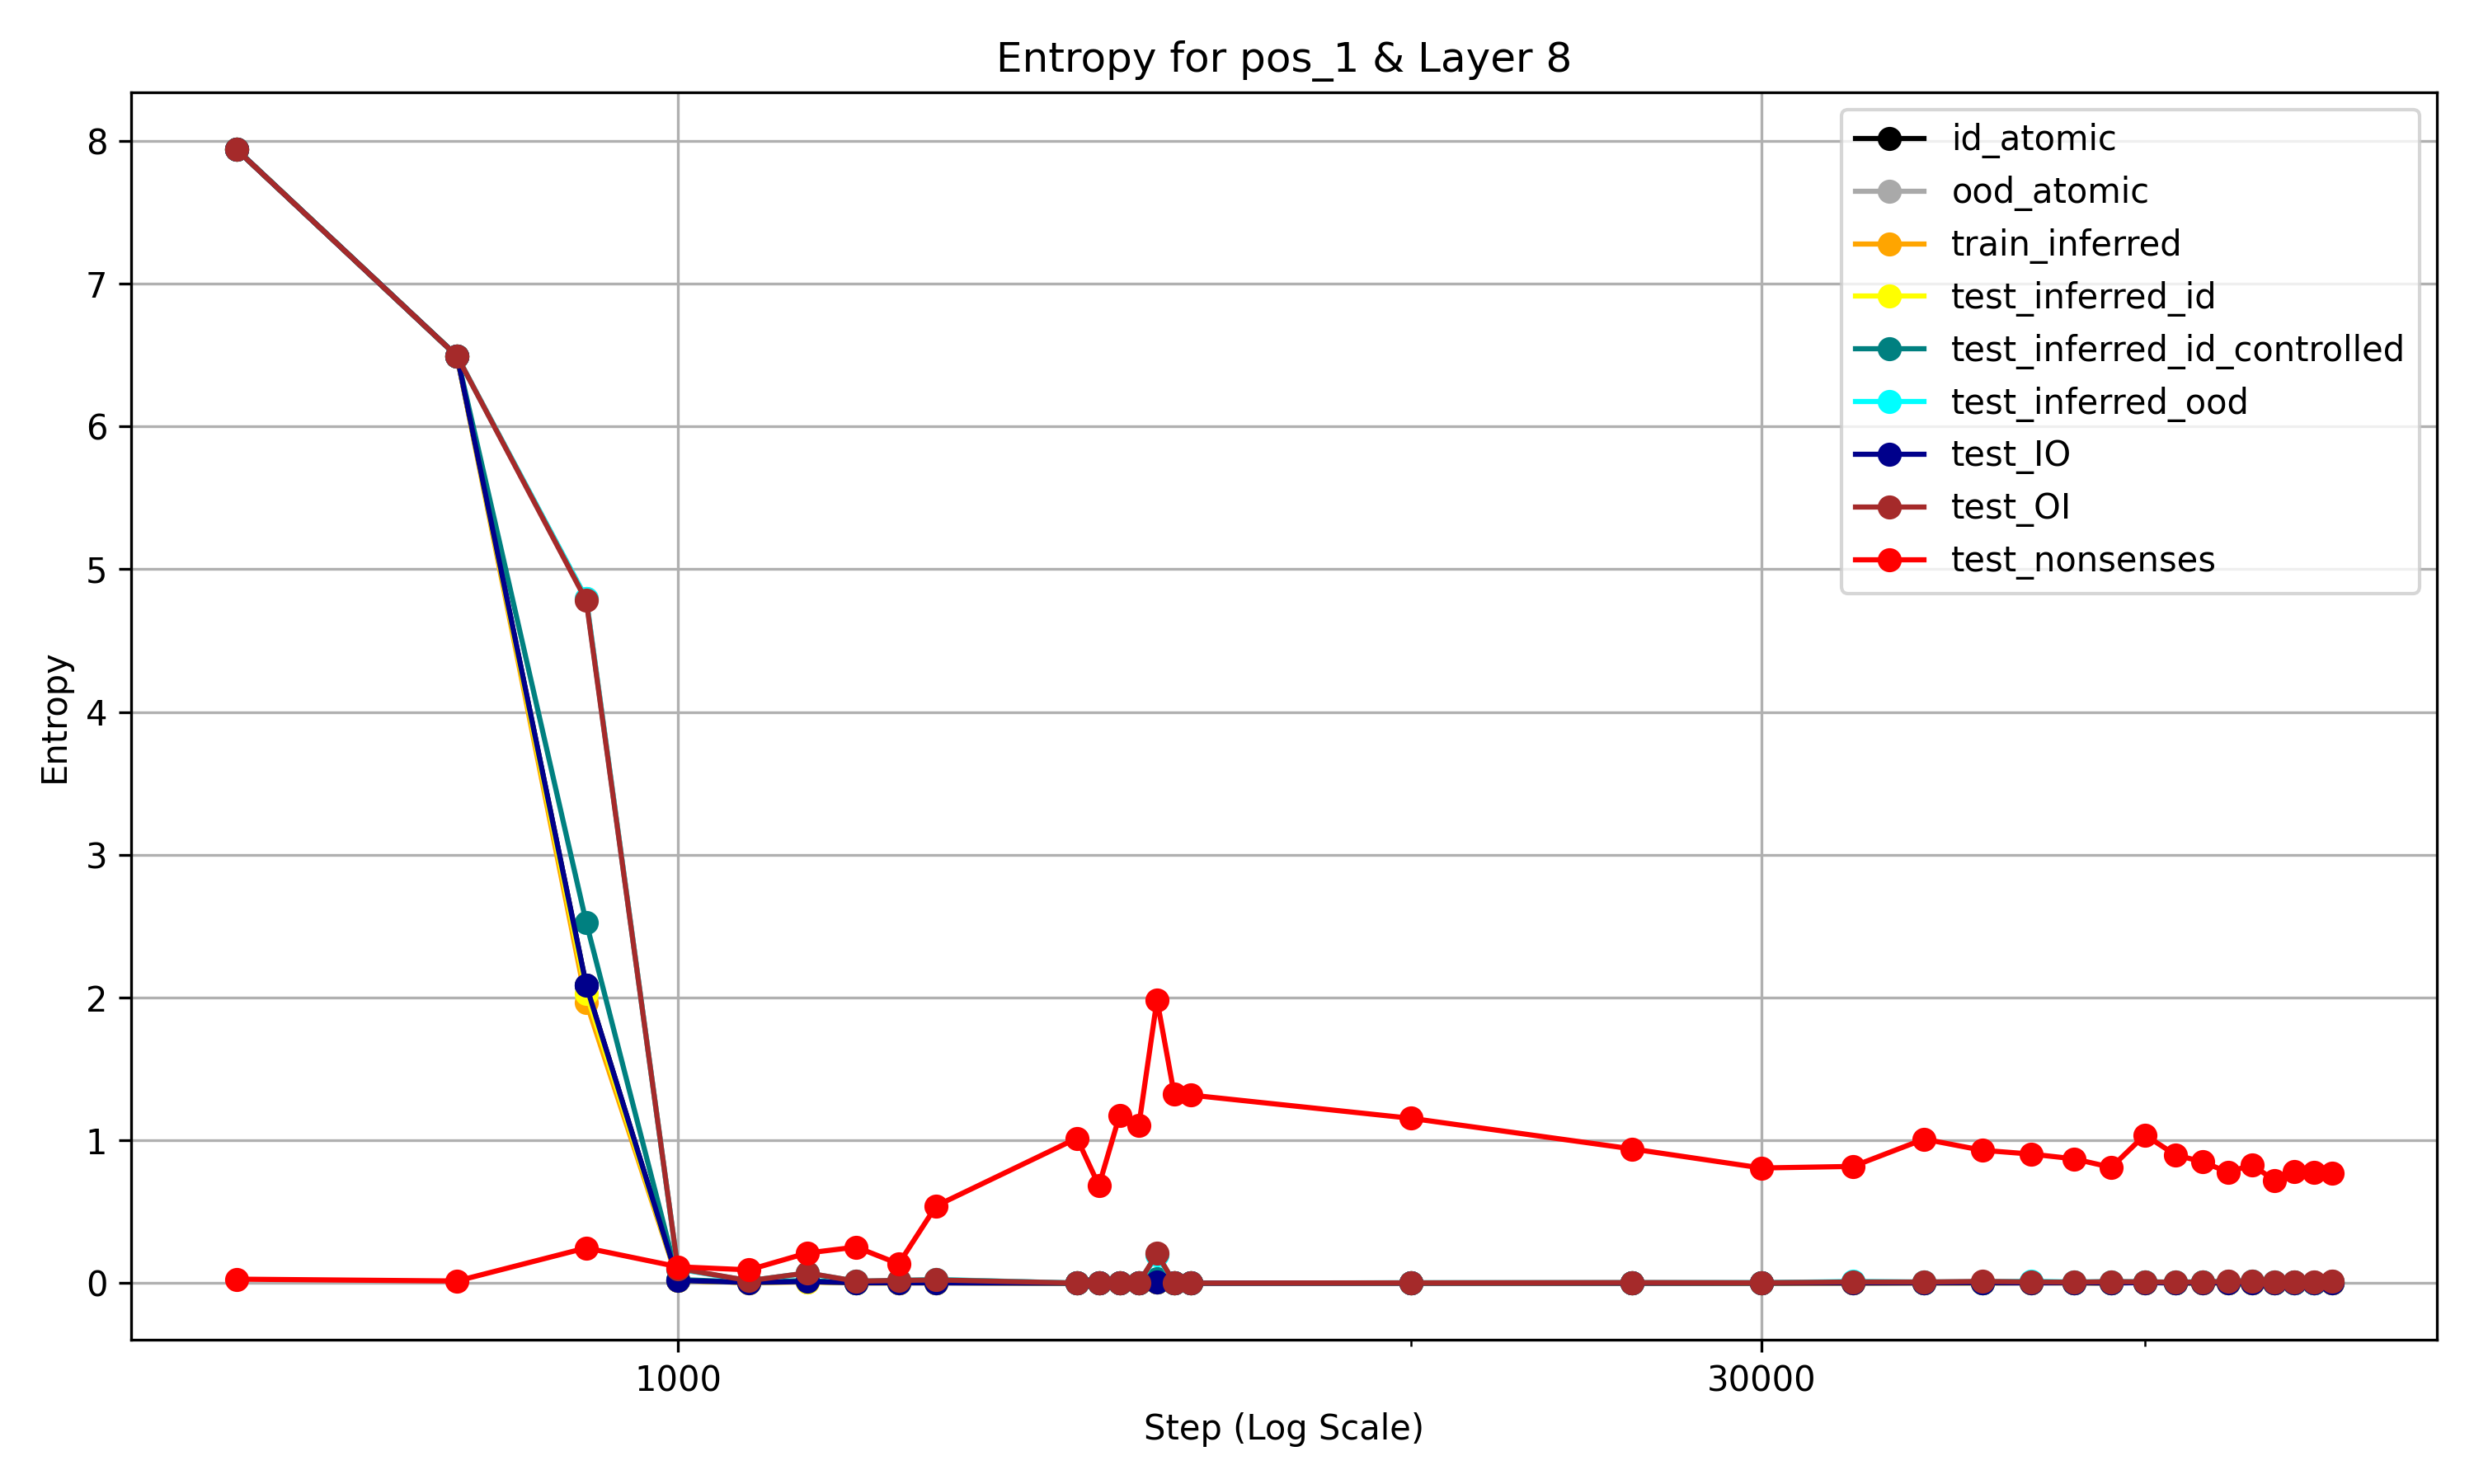 Entropy for pos_1 & Layer 8
8
7
6
5
4
3
2
1
0
Entropy
1000
30000
Step (Log Scale)
id_atomic
ood_atomic
train_inferred
test_inferred_id
test_inferred_id_controlled
test_inferred_ood
test_IO
test_OI
test_nonsenses